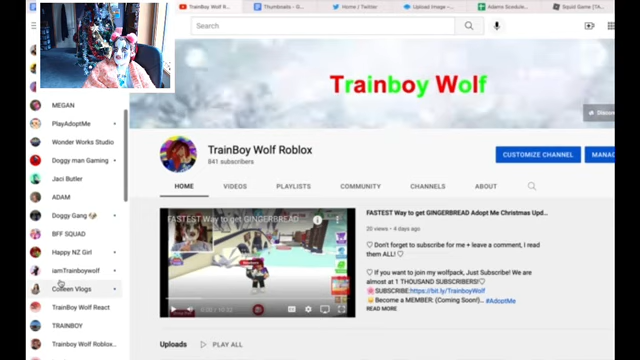 TrainBoy Wolf R...
Thumbnails - G...
Home / Twitter
Upload Image -...
Adams Scedule...
Squid Game [TA...
Search
Trainboy Wolf
MEGAN
PlayAdoptMe
Wonder Works Studio
Doggy man Gaming
Jaci Butler
ADAM
Doggy Gang
BFF SQUAD
Happy NZ Girl
iamTrainboywolf
Colleen Vlogs
TrainBoy Wolf React
TRAINBOY
Trainboy Wolf Roblox...
TrainBoy Wolf Roblox
841 subscribers
CUSTOMIZE CHANNEL
MANA
HOME
VIDEOS
PLAYLISTS
COMMUNITY
CHANNELS
ABOUT
FASTEST Way to get GINGERBREAD
0:00 / 10:32
FASTEST Way to get GINGERBREAD Adopt Me Christmas Upd...
20 views • 4 days ago
♡ Don't forget to subscribe for me + leave a comment, I read
them ALL! ♡
♡ If you want to join my wolfpack, Just Subscribe! We are
almost at 1 THOUSAND SUBSCRIBERS!♡
SUBSCRIBE:https://bit.ly/TrainboyWolf
Become a MEMBER: {Coming Soon!} #AdoptMe
READ MORE
Uploads
PLAY ALL